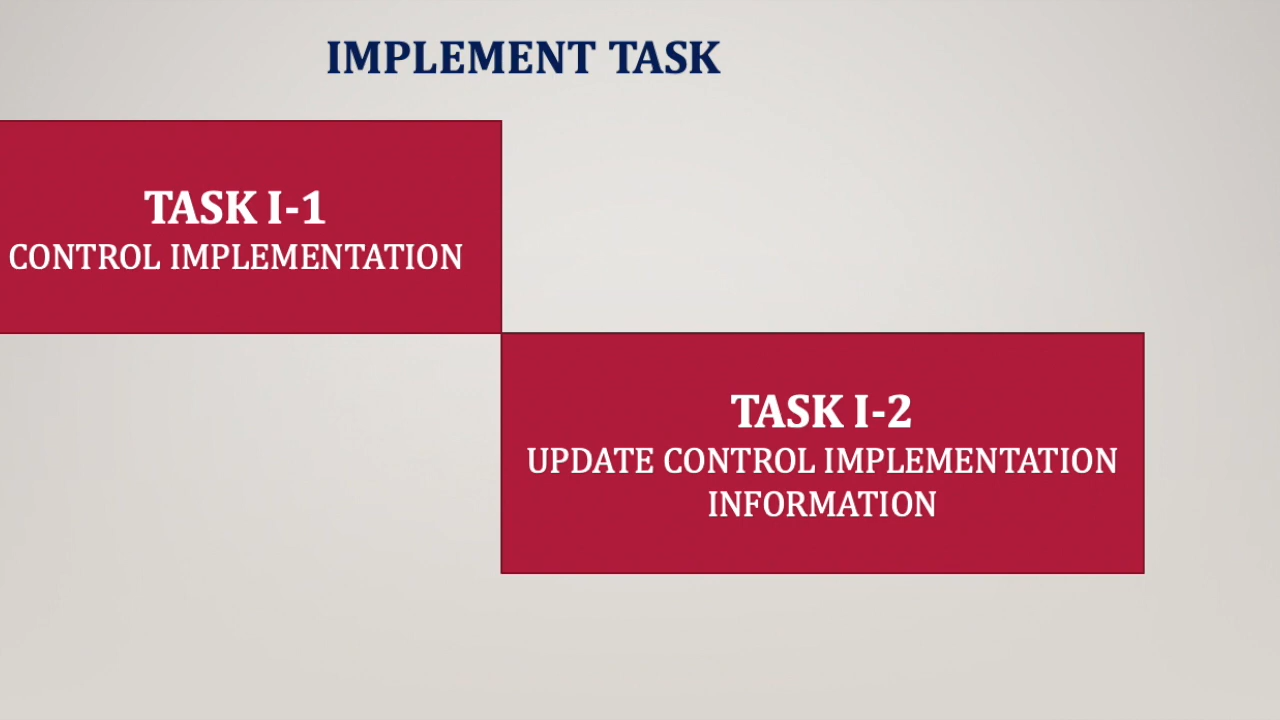 IMPLEMENT TASK
TASK I-1
CONTROL IMPLEMENTATION
TASK I-2
UPDATE CONTROL IMPLEMENTATION
INFORMATION